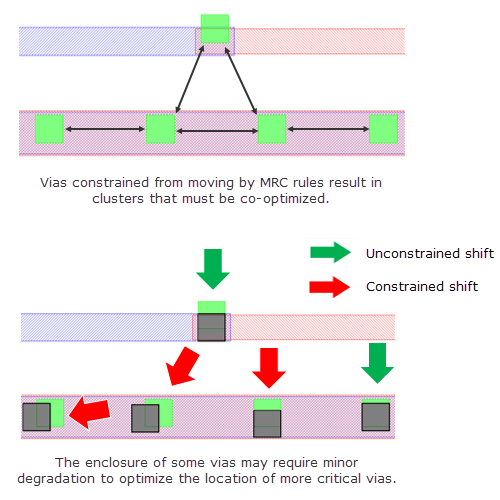 Vias constrained from moving by MRC rules result in
clusters that must be co-optimized.
Unconstrained shift
Constrained shift
The enclosure of some vias may require minor
degradation to optimize the location of more critical vias.